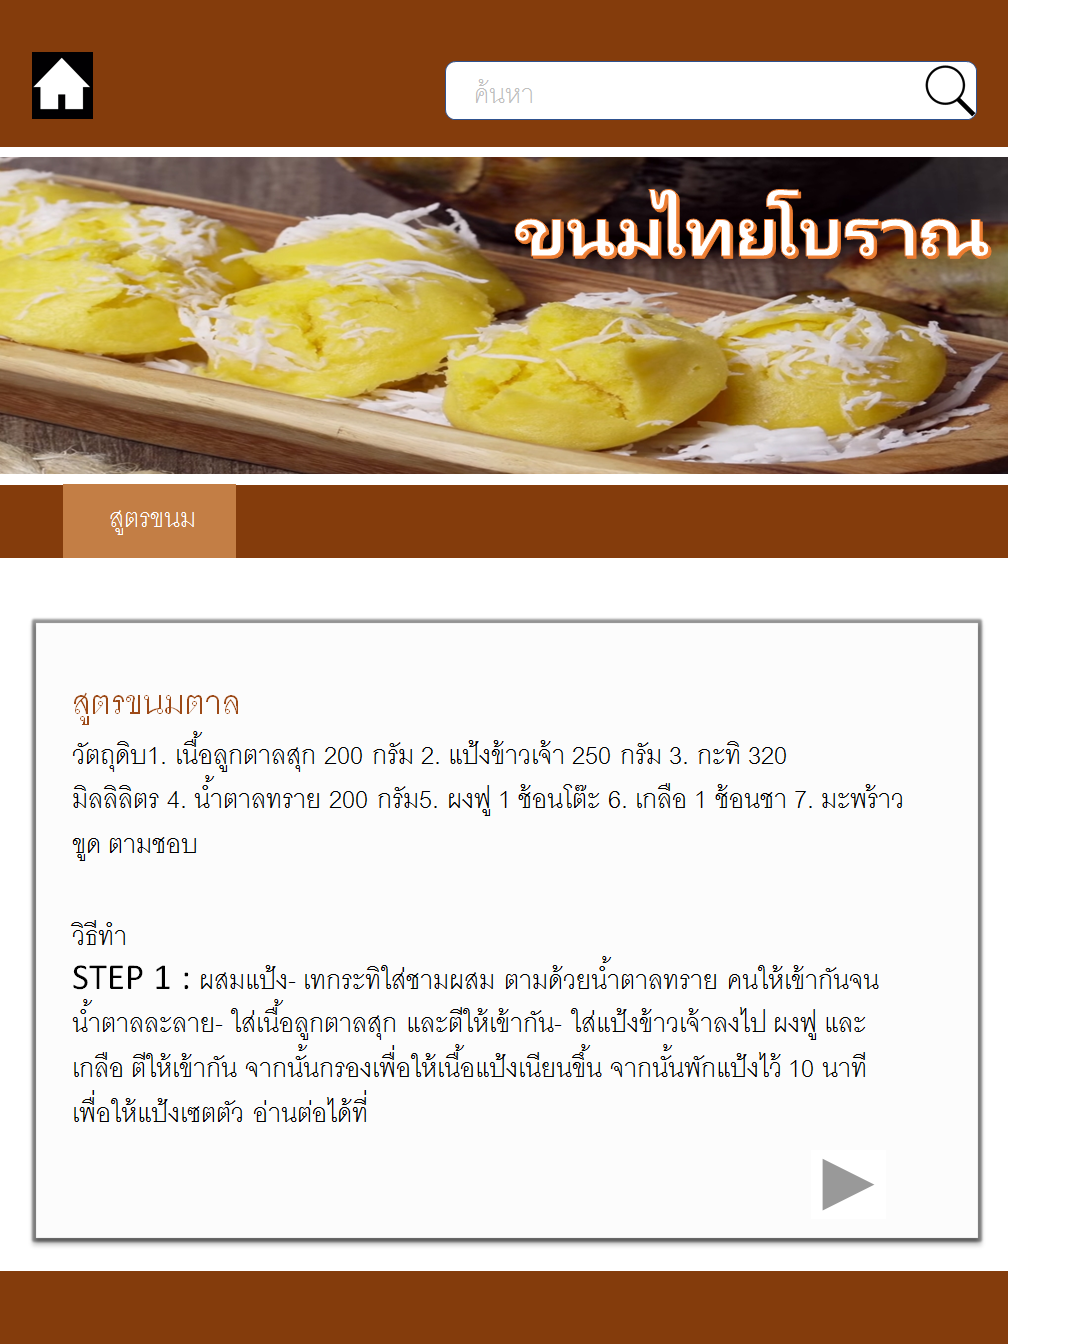 ค้นหา
ขนมไทยโบราณ
สูตรขนม
สูตรขนมตาล
วัตถุดิบ1. เนื้อลูกตาลสุก 200 กรัม 2. แป้งข้าวเจ้า 250 กรัม 3. กะทิ 320
มิลลิลิตร 4. น้ำตาลทราย 200 กรัม5. ผงฟู 1 ช้อนโต๊ะ 6. เกลือ 1 ช้อนชา 7. มะพร้าว
ขูด ตามชอบ
วิธีทำ
STEP 1 : ผสมแป้ง- เทกระทิใส่ชามผสม ตามด้วยน้ำตาลทราย คนให้เข้ากันจน
น้ำตาลละลาย- ใส่เนื้อลูกตาลสุก และตีให้เข้ากัน- ใส่แป้งข้าวเจ้าลงไป ผงฟู และ
เกลือ ตีให้เข้ากัน จากนั้นกรองเพื่อให้เนื้อแป้งเนียนขึ้น จากนั้นพักแป้งไว้ 10 นาที
เพื่อให้แป้งเซตตัว อ่านต่อได้ที่